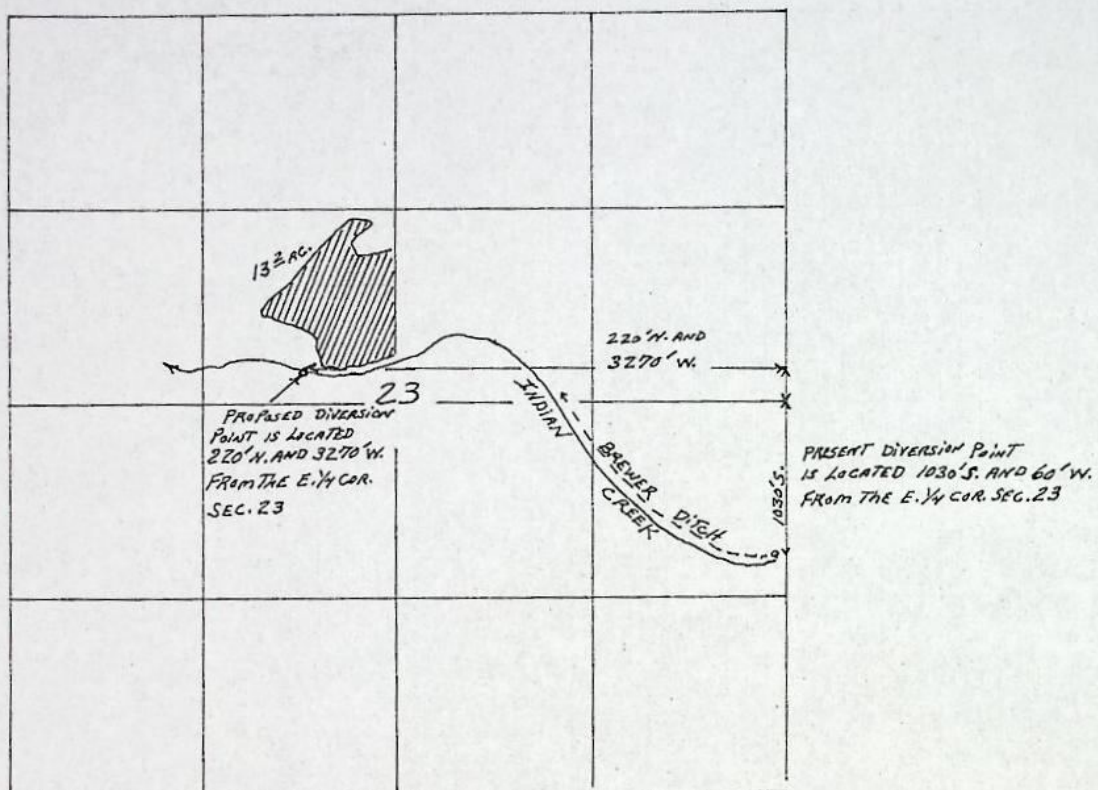 13.2 AC.
220' N. AND
3270' W.
23
PROPOSED DIVERSION
POINT IS LOCATED
220' N. AND 3270' W.
FROM THE E. 1/4 COR.
SEC. 23
INDIAN
CREEK
BREWER DITCH
1030' S.
PRESENT DIVERSION POINT
IS LOCATED 1030' S. AND 60' W.
FROM THE E. 1/4 COR. SEC. 23